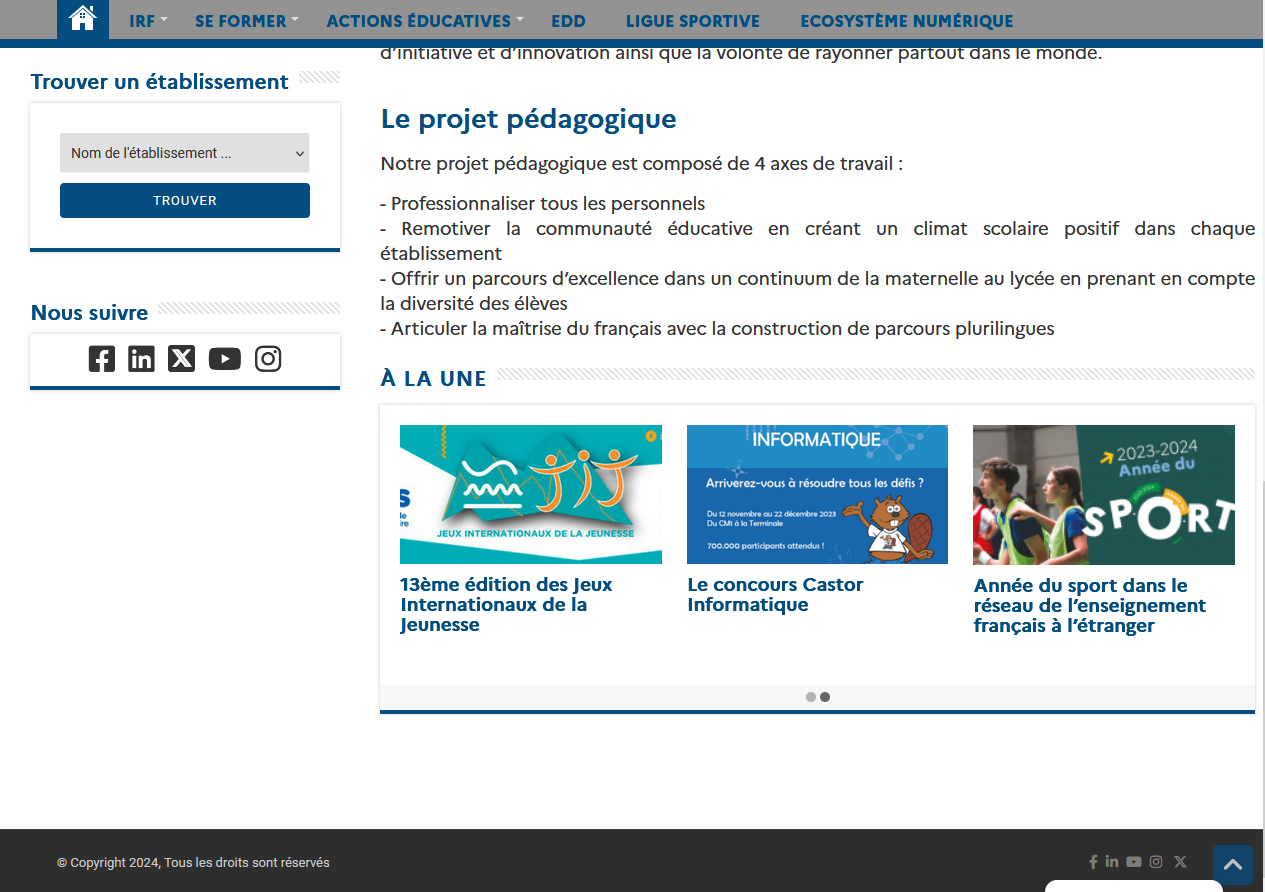 IRF SE FORMER ACTIONS ÉDUCATIVES EDD LIGUE SPORTIVE ECOSYSTÈME NUMÉRIQUE
d'initiative et d'innovation ainsi que la volonté de rayonner partout dans le monde.
Trouver un établissement
Nom de l'établissement ...
TROUVER
Nous suivre
Le projet pédagogique
Notre projet pédagogique est composé de 4 axes de travail :
- Professionnaliser tous les personnels
- Remotiver la communauté éducative en créant un climat scolaire positif dans chaque
établissement
- Offrir un parcours d’excellence dans un continuum de la maternelle au lycée en prenant en compte
la diversité des élèves
- Articuler la maîtrise du français avec la construction de parcours plurilingues
À LA UNE
JIJ
JEUX INTERNATIONAUX DE LA JEUNESSE
13ème édition des Jeux
Internationaux de la
Jeunesse
INFORMATIQUE
Arriverez-vous à résoudre tous les défis ?
Du 12 novembre au 22 décembre 2023
Du CM1 à la Terminale
700.000 participants attendus !
Le concours Castor
Informatique
2023-2024
Année du
SPORT
Année du sport dans le
réseau de l’enseignement
français à l’étranger
© Copyright 2024, Tous les droits sont réservés